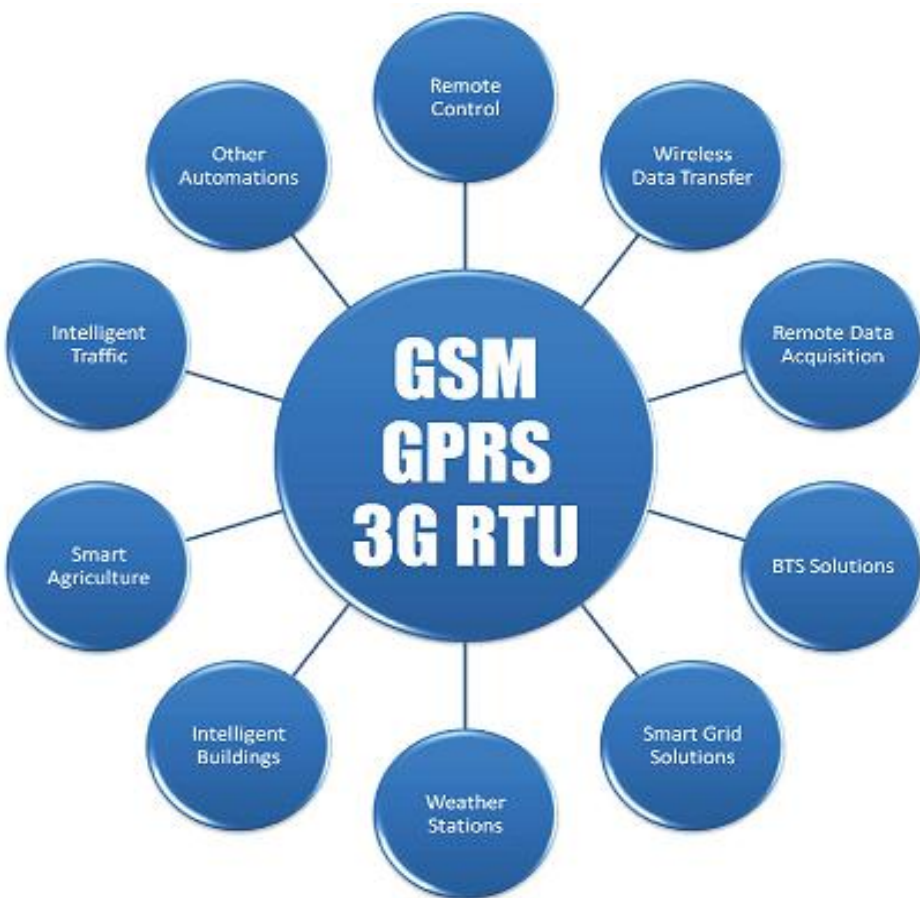 Remote
Control
Wireless
Data Transfer
Remote Data
Acquisition
BTS Solutions
Smart Grid
Solutions
Weather
Stations
Intelligent
Buildings
Smart
Agriculture
Intelligent
Traffic
Other
Automations
GSM
GPRS
3G RTU